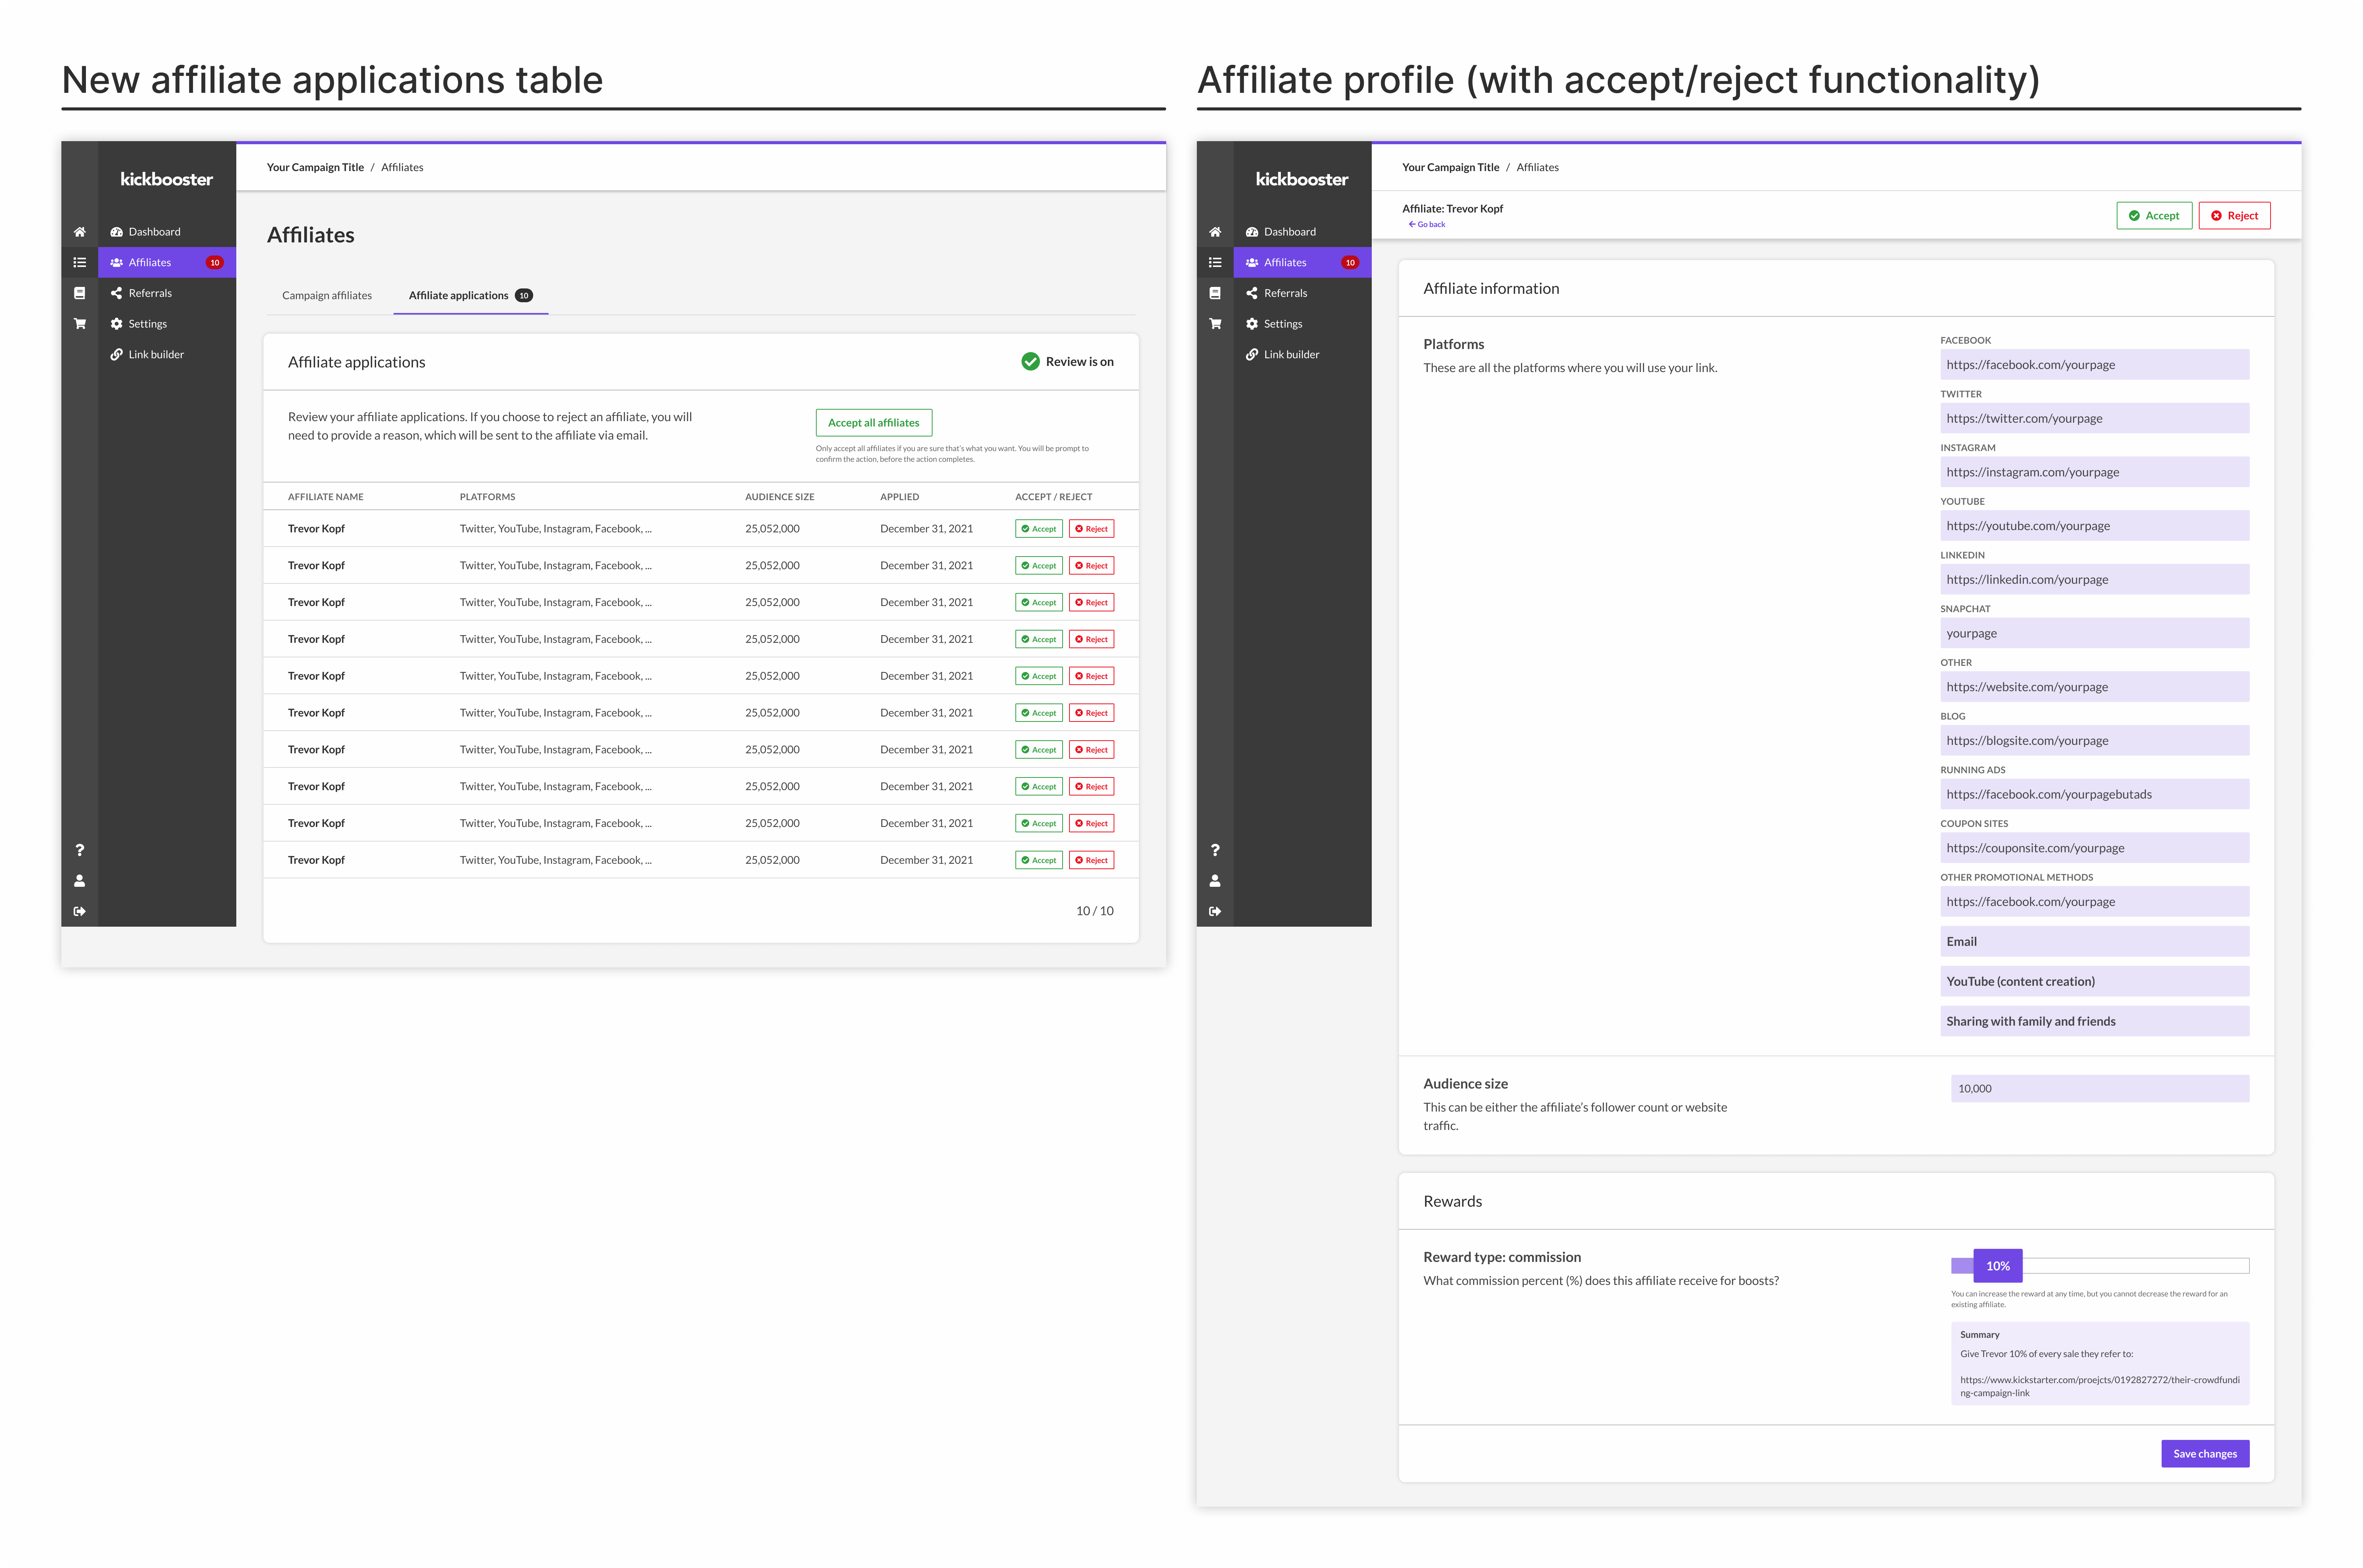 New affiliate applications table
kickbooster
Dashboard
Affiliates 10
Referrals
Settings
Link builder
?
Your Campaign Title / Affiliates
Affiliates
Campaign affiliates Affiliate applications 10
Affiliate applications Review is on
Review your affiliate applications. If you choose to reject an affiliate, you will
need to provide a reason, which will be sent to the affiliate via email.
Accept all affiliates
Only accept all affiliates if you are sure that's what you want. You will be prompt to
confirm the action, before the action completes.
AFFILIATE NAME PLATFORMS AUDIENCE SIZE APPLIED ACCEPT / REJECT
Trevor Kopf Twitter, YouTube, Instagram, Facebook, ... 25,052,000 December 31, 2021 Accept Reject
Trevor Kopf Twitter, YouTube, Instagram, Facebook, ... 25,052,000 December 31, 2021 Accept Reject
Trevor Kopf Twitter, YouTube, Instagram, Facebook, ... 25,052,000 December 31, 2021 Accept Reject
Trevor Kopf Twitter, YouTube, Instagram, Facebook, ... 25,052,000 December 31, 2021 Accept Reject
Trevor Kopf Twitter, YouTube, Instagram, Facebook, ... 25,052,000 December 31, 2021 Accept Reject
Trevor Kopf Twitter, YouTube, Instagram, Facebook, ... 25,052,000 December 31, 2021 Accept Reject
Trevor Kopf Twitter, YouTube, Instagram, Facebook, ... 25,052,000 December 31, 2021 Accept Reject
Trevor Kopf Twitter, YouTube, Instagram, Facebook, ... 25,052,000 December 31, 2021 Accept Reject
Trevor Kopf Twitter, YouTube, Instagram, Facebook, ... 25,052,000 December 31, 2021 Accept Reject
Trevor Kopf Twitter, YouTube, Instagram, Facebook, ... 25,052,000 December 31, 2021 Accept Reject
10 / 10
Affiliate profile (with accept/reject functionality)
kickbooster
Dashboard
Affiliates 10
Referrals
Settings
Link builder
?
Your Campaign Title / Affiliates
Affiliate: Trevor Kopf
Go back
Accept Reject
Affiliate information
Platforms
These are all the platforms where you will use your link.
FACEBOOK
https://facebook.com/yourpage
TWITTER
https://twitter.com/yourpage
INSTAGRAM
https://instagram.com/yourpage
YOUTUBE
https://youtube.com/yourpage
LINKEDIN
https://linkedin.com/yourpage
SNAPCHAT
yourpage
OTHER
https://website.com/yourpage
BLOG
https://blogsite.com/yourpage
RUNNING ADS
https://facebook.com/yourpagebutads
COUPON SITES
https://couponsite.com/yourpage
OTHER PROMOTIONAL METHODS
https://facebook.com/yourpage
Email
YouTube (content creation)
Sharing with family and friends
Audience size
This can be either the affiliate's follower count or website
traffic.
10,000
Rewards
Reward type: commission
What commission percent (%) does this affiliate receive for boosts?
10%
You can increase the reward at any time, but you cannot decrease the reward for an
existing affiliate.
Summary
Give Trevor 10% of every sale they refer to:
https://www.kickstarter.com/proejcts/0192827272/their-crowdfundi
ng-campaign-link
Save changes